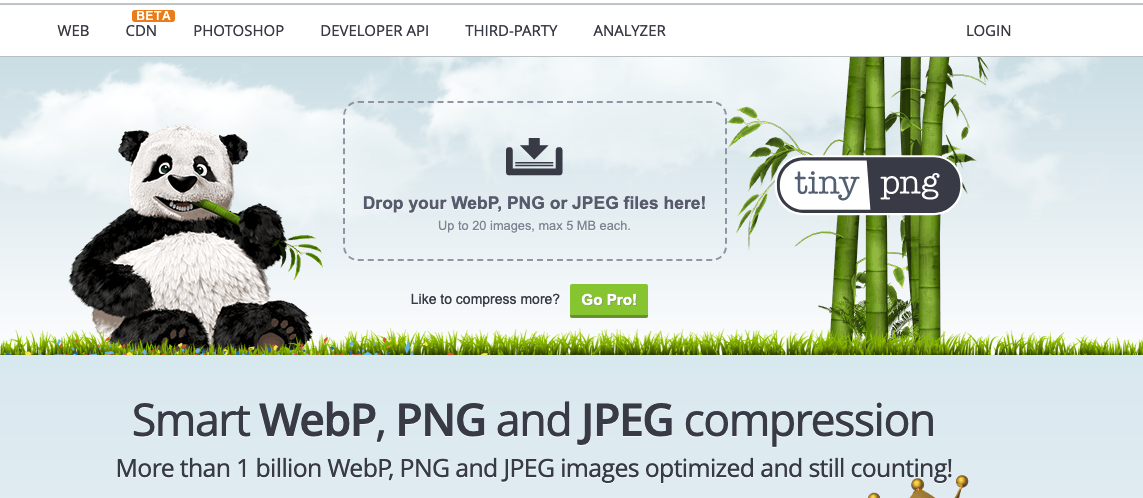 BETA
WEB CDN PHOTOSHOP DEVELOPER API THIRD-PARTY ANALYZER LOGIN
tiny png
Drop your WebP, PNG or JPEG files here!
Up to 20 images, max 5 MB each.
Like to compress more? Go Pro!
Smart WebP, PNG and JPEG compression
More than 1 billion WebP, PNG and JPEG images optimized and still counting!